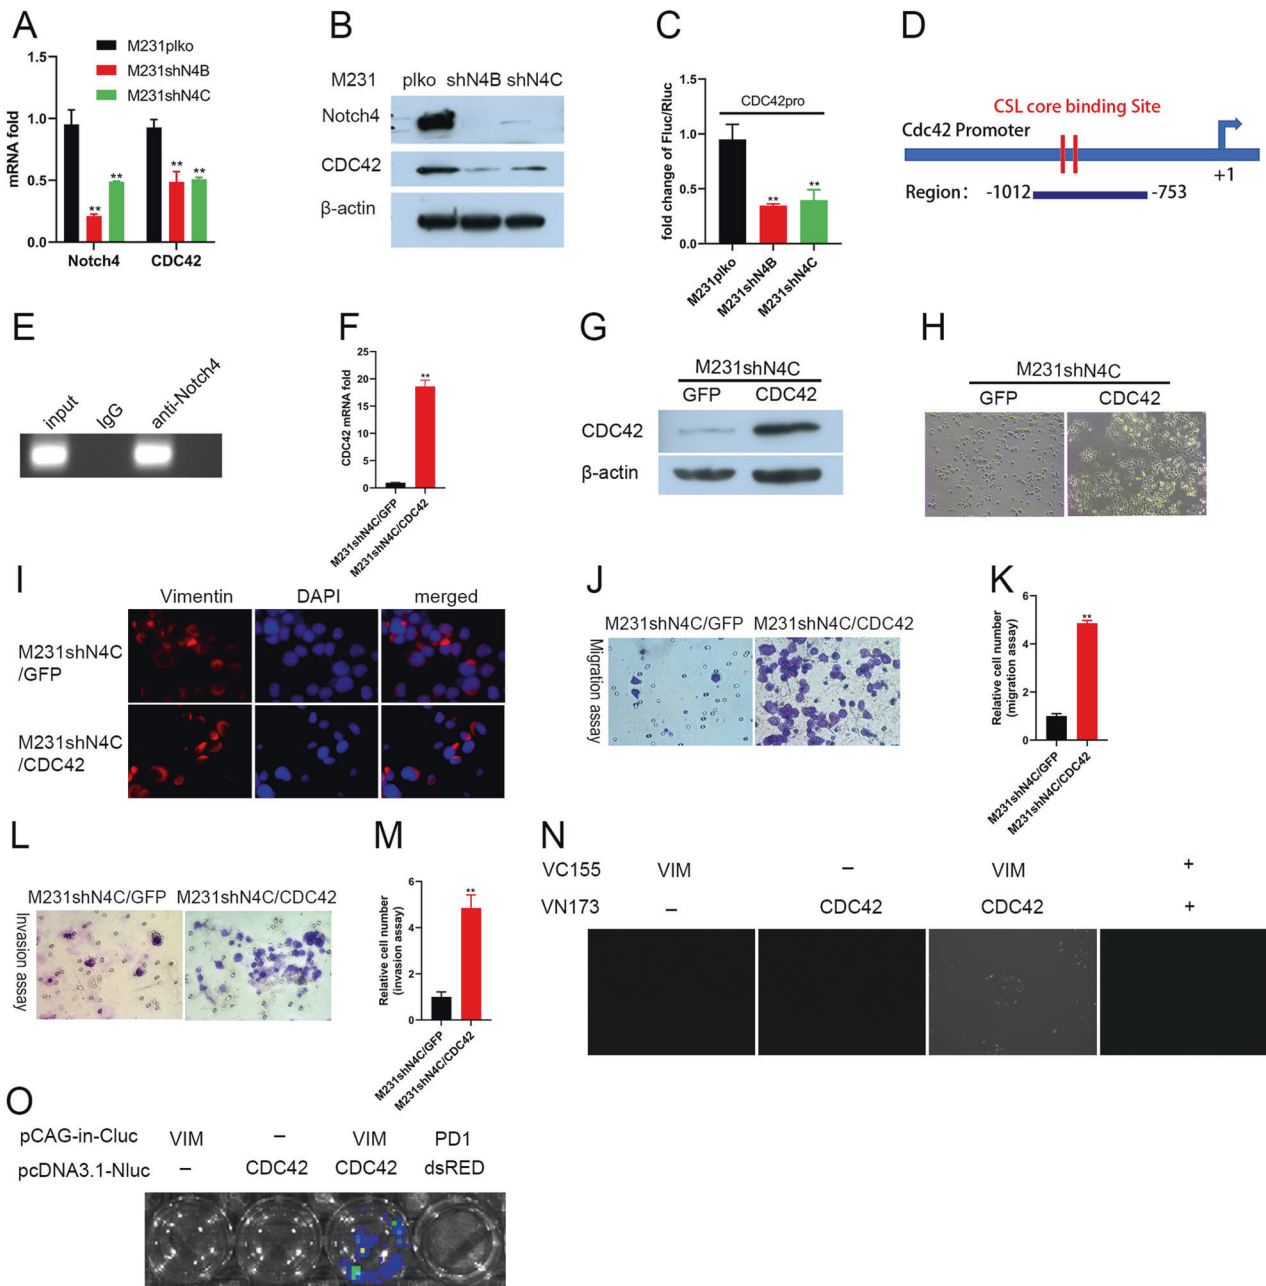 A
M231plko
M231shN4B
M231shN4C
mRNA fold
1.5
1.0
0.5
0.0
**
**
**
**
Notch4
CDC42
B
M231 plko shN4B shN4C
Notch4
CDC42
β-actin
C
CDC42pro
fold change of Fluc/Rluc
1.5
1.0
0.5
0.0
**
**
M231plko
M231shN4B
M231shN4C
D
CSL core binding Site
Cdc42 Promoter
+1
Region: -1012 -753
E
input
IgG
anti-Notch4
F
CDC42 mRNA fold
25
20
15
10
5
0
**
M231shN4C/GFP
M231shN4C/CDC42
G
M231shN4C
GFP CDC42
CDC42
β-actin
H
M231shN4C
GFP CDC42
I
Vimentin DAPI merged
M231shN4C
/GFP
M231shN4C
/CDC42
J
M231shN4C/GFP M231shN4C/CDC42
Migration assay
K
Relative cell number
(migration assay)
6
4
2
0
**
M231shN4C/GFP
M231shN4C/CDC42
L
M231shN4C/GFP M231shN4C/CDC42
Invasion assay
M
Relative cell number
(invasion assay)
6
4
2
0
**
M231shN4C/GFP
M231shN4C/CDC42
N
VC155 VIM – VIM +
VN173 – CDC42 CDC42 +
O
pCAG-in-Cluc VIM – VIM PD1
pcDNA3.1-Nluc – CDC42 CDC42 dsRED